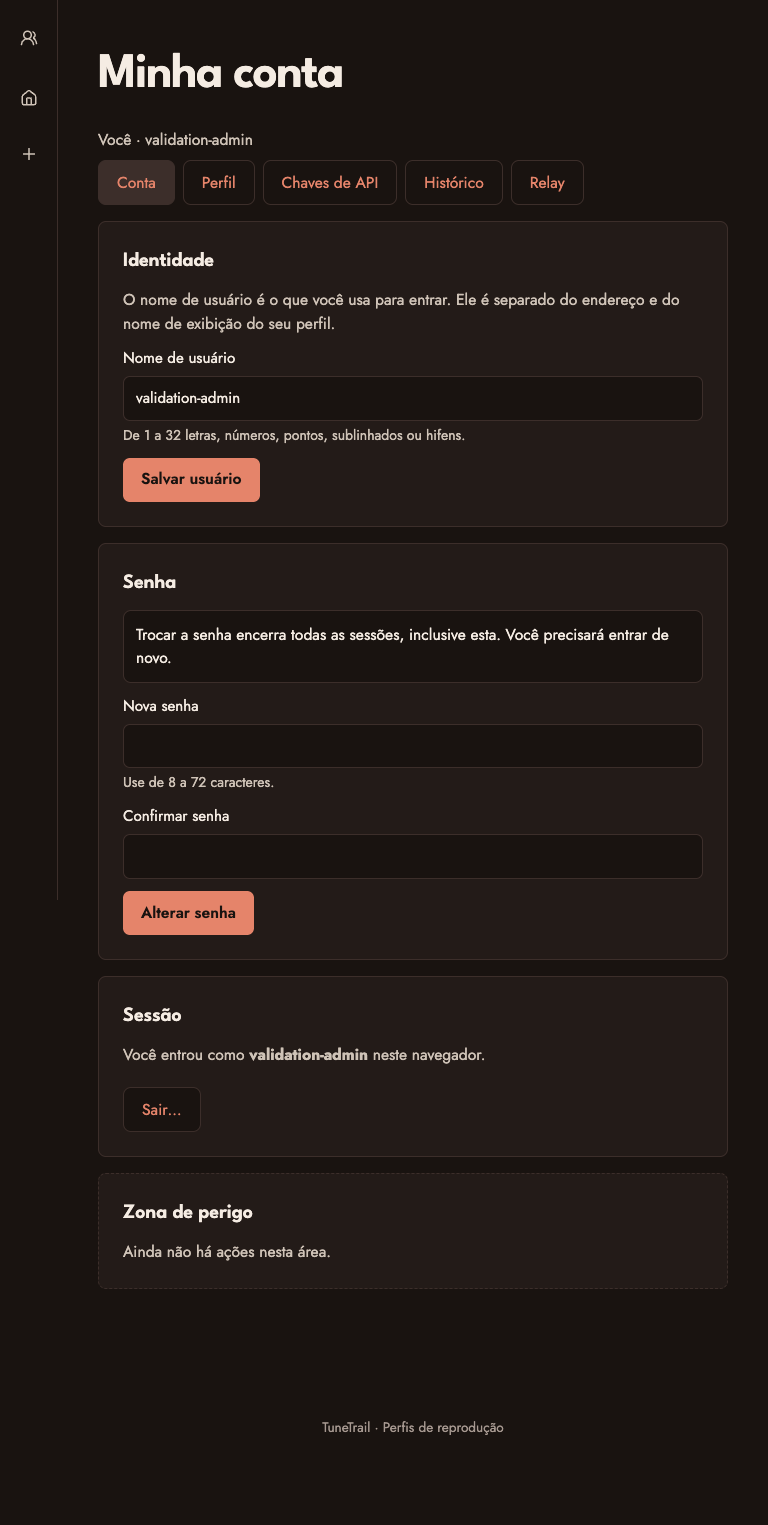 Minha conta
Você · validation-admin
Conta
Perfil
Chaves de API
Histórico
Relay
Identidade
O nome de usuário é o que você usa para entrar. Ele é separado do endereço e do
nome de exibição do seu perfil.
Nome de usuário
validation-admin
De 1 a 32 letras, números, pontos, sublinhados ou hifens.
Salvar usuário
Senha
Trocar a senha encerra todas as sessões, inclusive esta. Você precisará entrar de
novo.
Nova senha
Use de 8 a 72 caracteres.
Confirmar senha
Alterar senha
Sessão
Você entrou como validation-admin neste navegador.
Sair...
Zona de perigo
Ainda não há ações nesta área.
TuneTrail · Perfis de reprodução